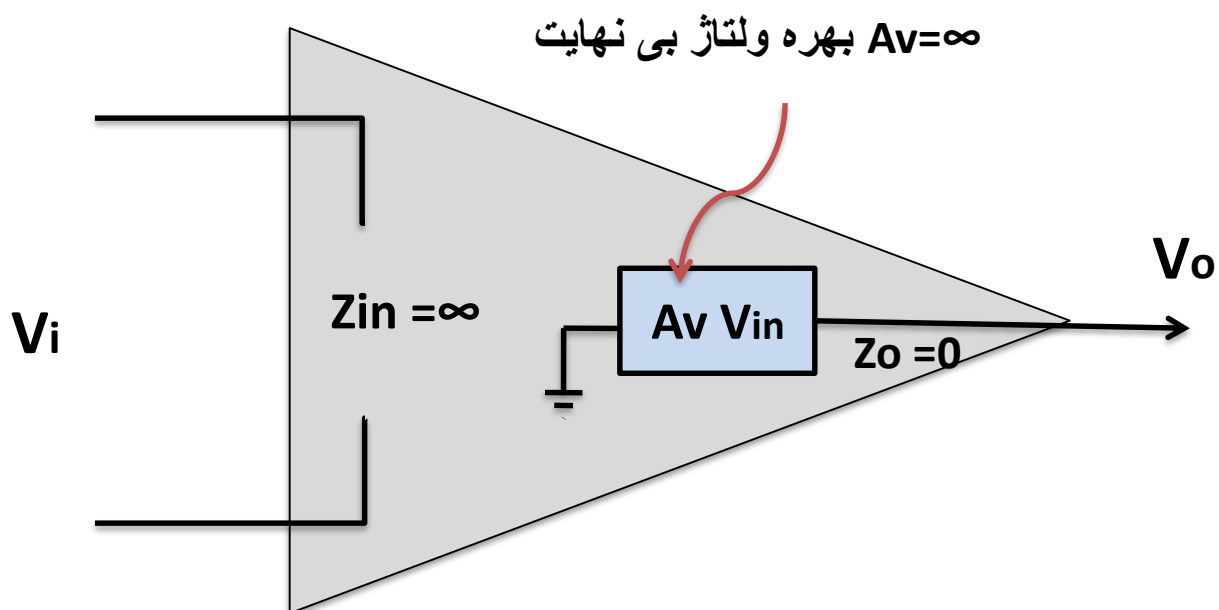 Av=∞ بهره ولتاژ بی نهایت
Vo
Vi
Zin =∞
Av Vin
Zo =0